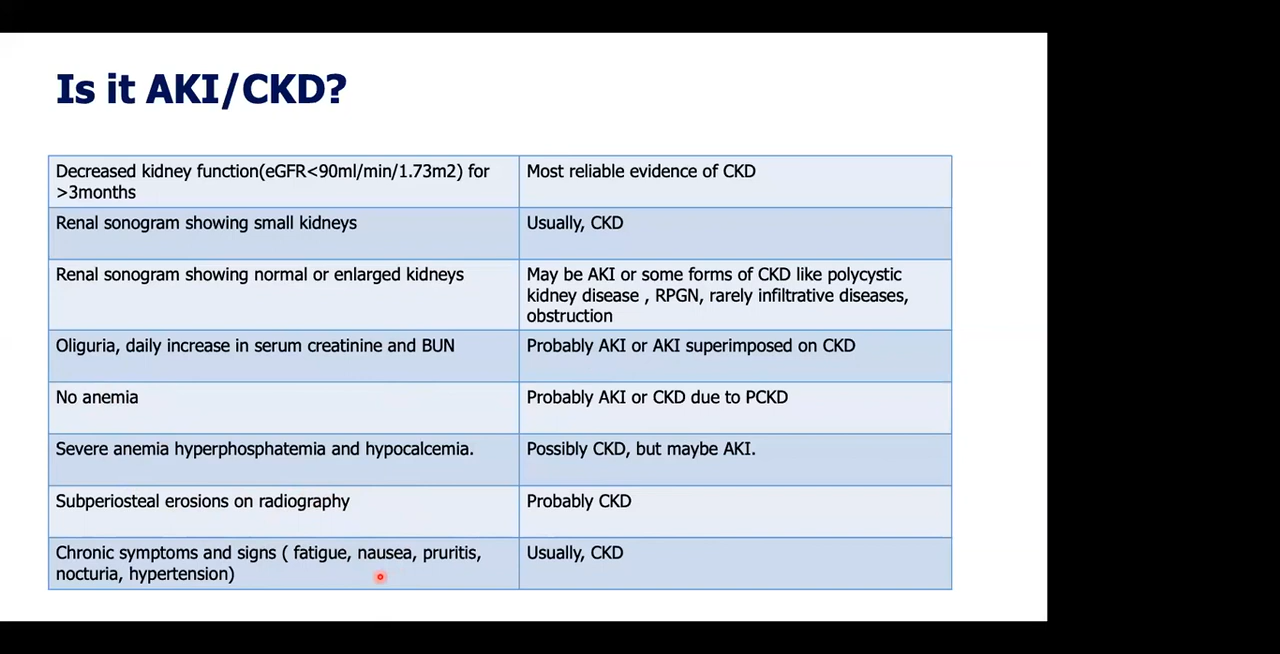 Is it AKI/CKD?
Decreased kidney function(eGFR<90ml/min/1.73m2) for
>3months
Most reliable evidence of CKD
Renal sonogram showing small kidneys
Usually, CKD
Renal sonogram showing normal or enlarged kidneys
May be AKI or some forms of CKD like polycystic
kidney disease , RPGN, rarely infiltrative diseases,
obstruction
Oliguria, daily increase in serum creatinine and BUN
Probably AKI or AKI superimposed on CKD
No anemia
Probably AKI or CKD due to PCKD
Severe anemia hyperphosphatemia and hypocalcemia.
Possibly CKD, but maybe AKI.
Subperiosteal erosions on radiography
Probably CKD
Chronic symptoms and signs ( fatigue, nausea, pruritis,
nocturia, hypertension)
Usually, CKD